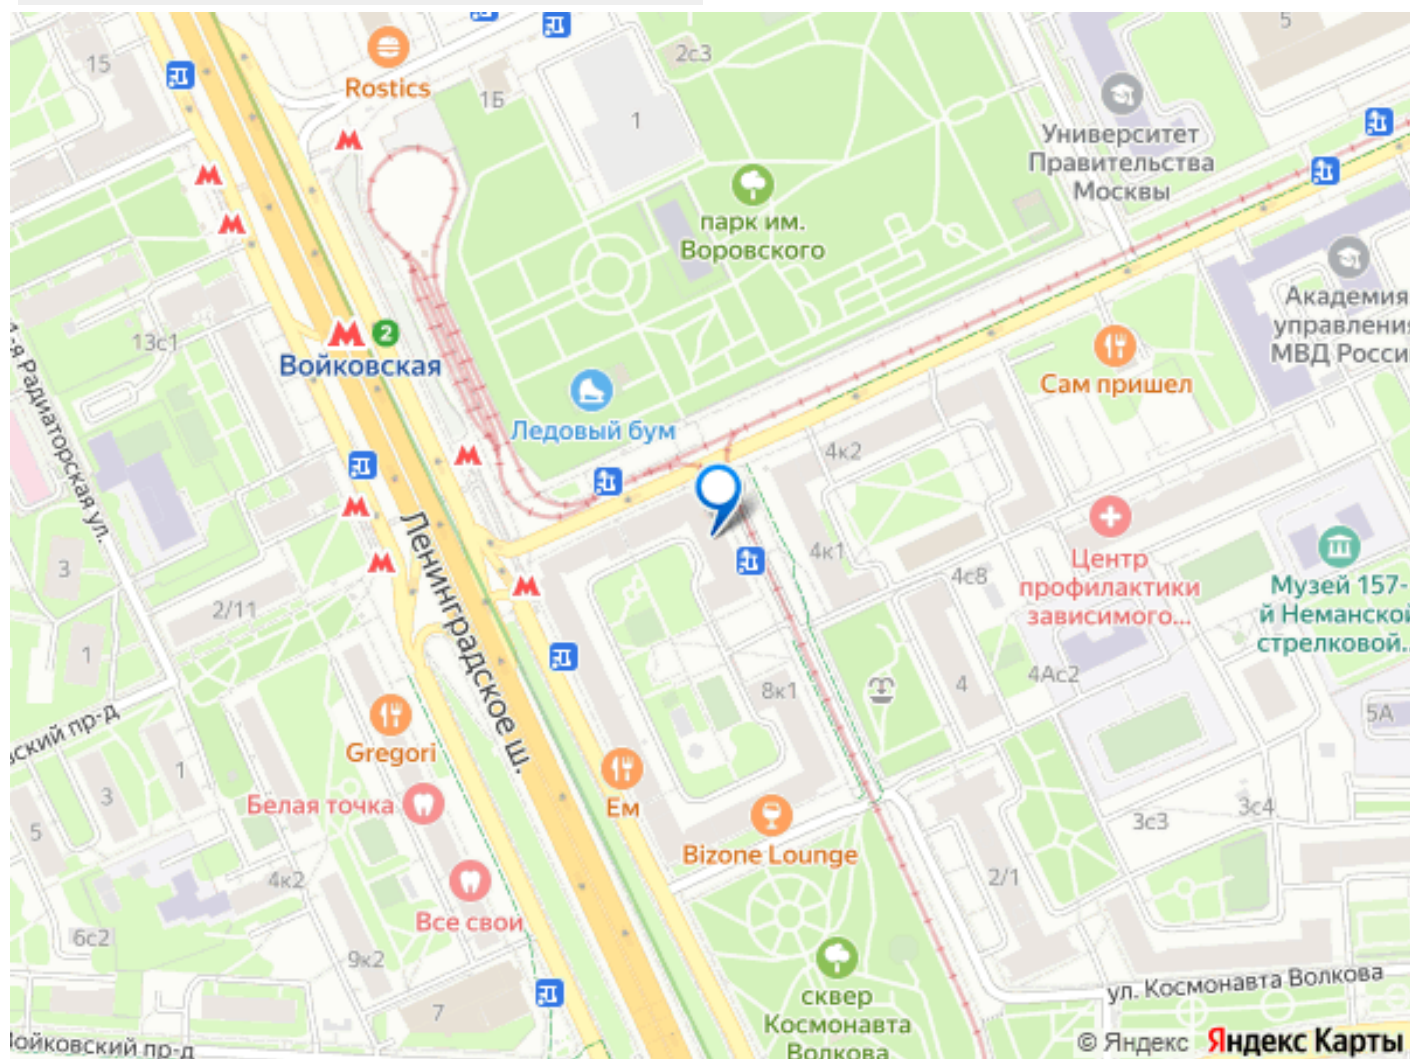 5
15
2с3
Rostics
1Б
1
Университет
Правительства
Москвы
парк им.
Воровского
Академия
управления
МВД Росси
13с1
2
Войковская
Сам пришел
1-я Радиаторская ул.
Ледовый бум
4к2
Ленинградское ш.
4к1
Центр
профилактики
зависимого...
4с8
Музей 157-
й Неманской
стрелковой...
3
2/11
1
8к1
4
4Ас2
5А
ский пр-д
Gregori
1
3
Белая точка
Ем
5
3с4
3с3
Bizone Lounge
4к2
2/1
Все свои
6с2
9к2
7
сквер
Космонавта
Волкова
ул. Космонавта Волкова
Войковский пр-д
© Яндекс Яндекс Карты